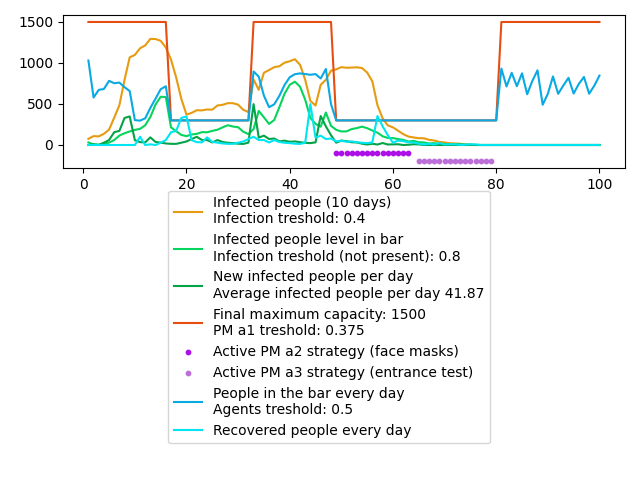 1500
1000
500
0
0 20 40 60 80 100
Infected people (10 days)
Infection treshold: 0.4
Infected people level in bar
Infection treshold (not present): 0.8
New infected people per day
Average infected people per day 41.87
Final maximum capacity: 1500
PM a1 treshold: 0.375
Active PM a2 strategy (face masks)
Active PM a3 strategy (entrance test)
People in the bar every day
Agents treshold: 0.5
Recovered people every day